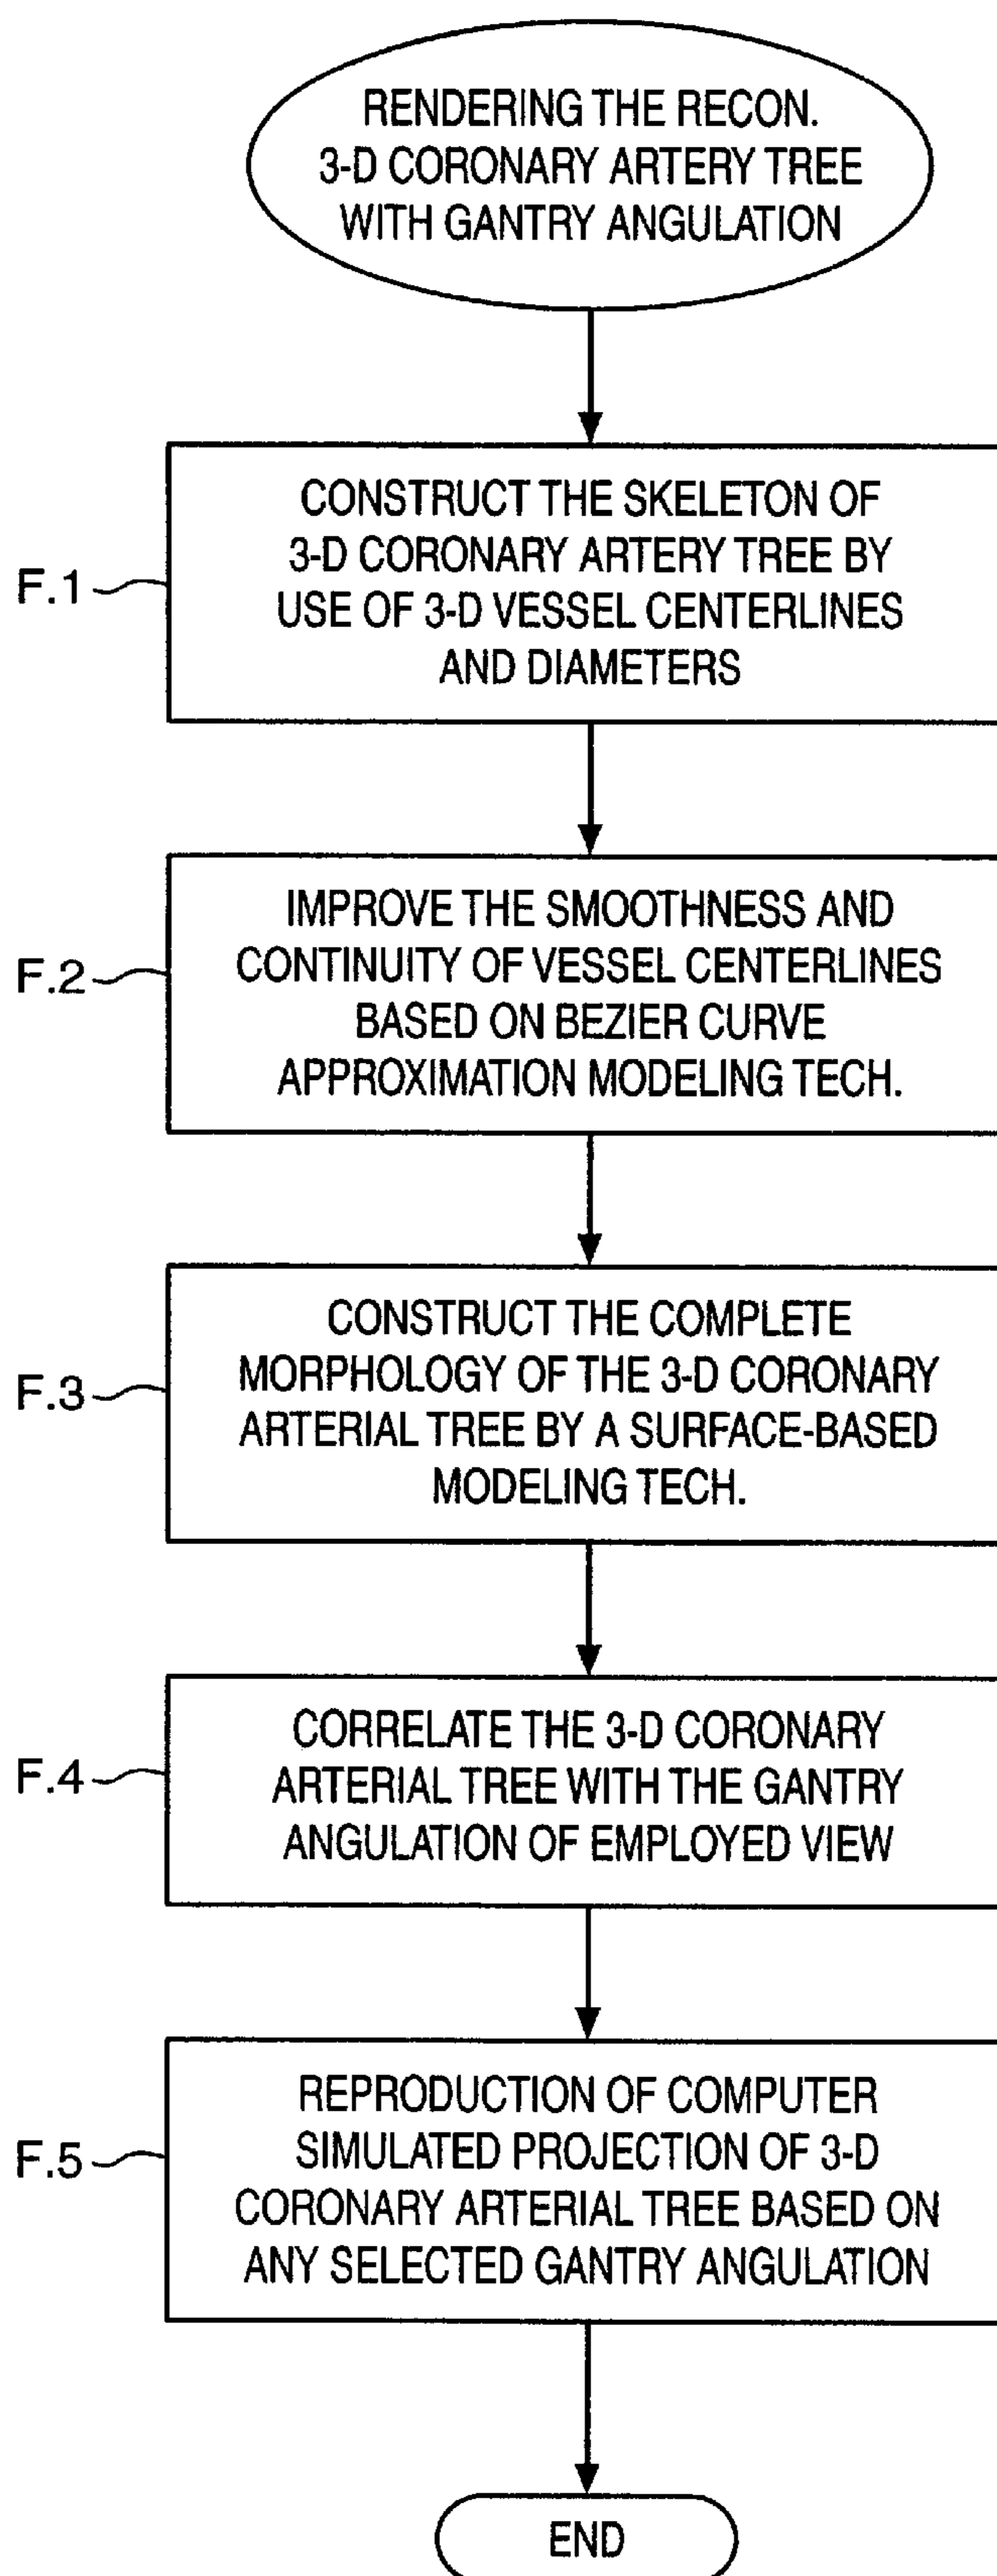 RENDERING THE RECON.
3-D CORONARY ARTERY TREE
WITH GANTRY ANGULATION
CONSTRUCT THE SKELETON OF
3-D CORONARY ARTERY TREE BY
USE OF 3-D VESSEL CENTERLINES
AND DIAMETERS
F.1
IMPROVE THE SMOOTHNESS AND
CONTINUITY OF VESSEL CENTERLINES
BASED ON BEZIER CURVE
APPROXIMATION MODELING TECH.
F.2
CONSTRUCT THE COMPLETE
MORPHOLOGY OF THE 3-D CORONARY
ARTERIAL TREE BY A SURFACE-BASED
MODELING TECH.
F.3
CORRELATE THE 3-D CORONARY
ARTERIAL TREE WITH THE GANTRY
ANGULATION OF EMPLOYED VIEW
F.4
REPRODUCTION OF COMPUTER
SIMULATED PROJECTION OF 3-D
CORONARY ARTERIAL TREE BASED ON
ANY SELECTED GANTRY ANGULATION
F.5
END